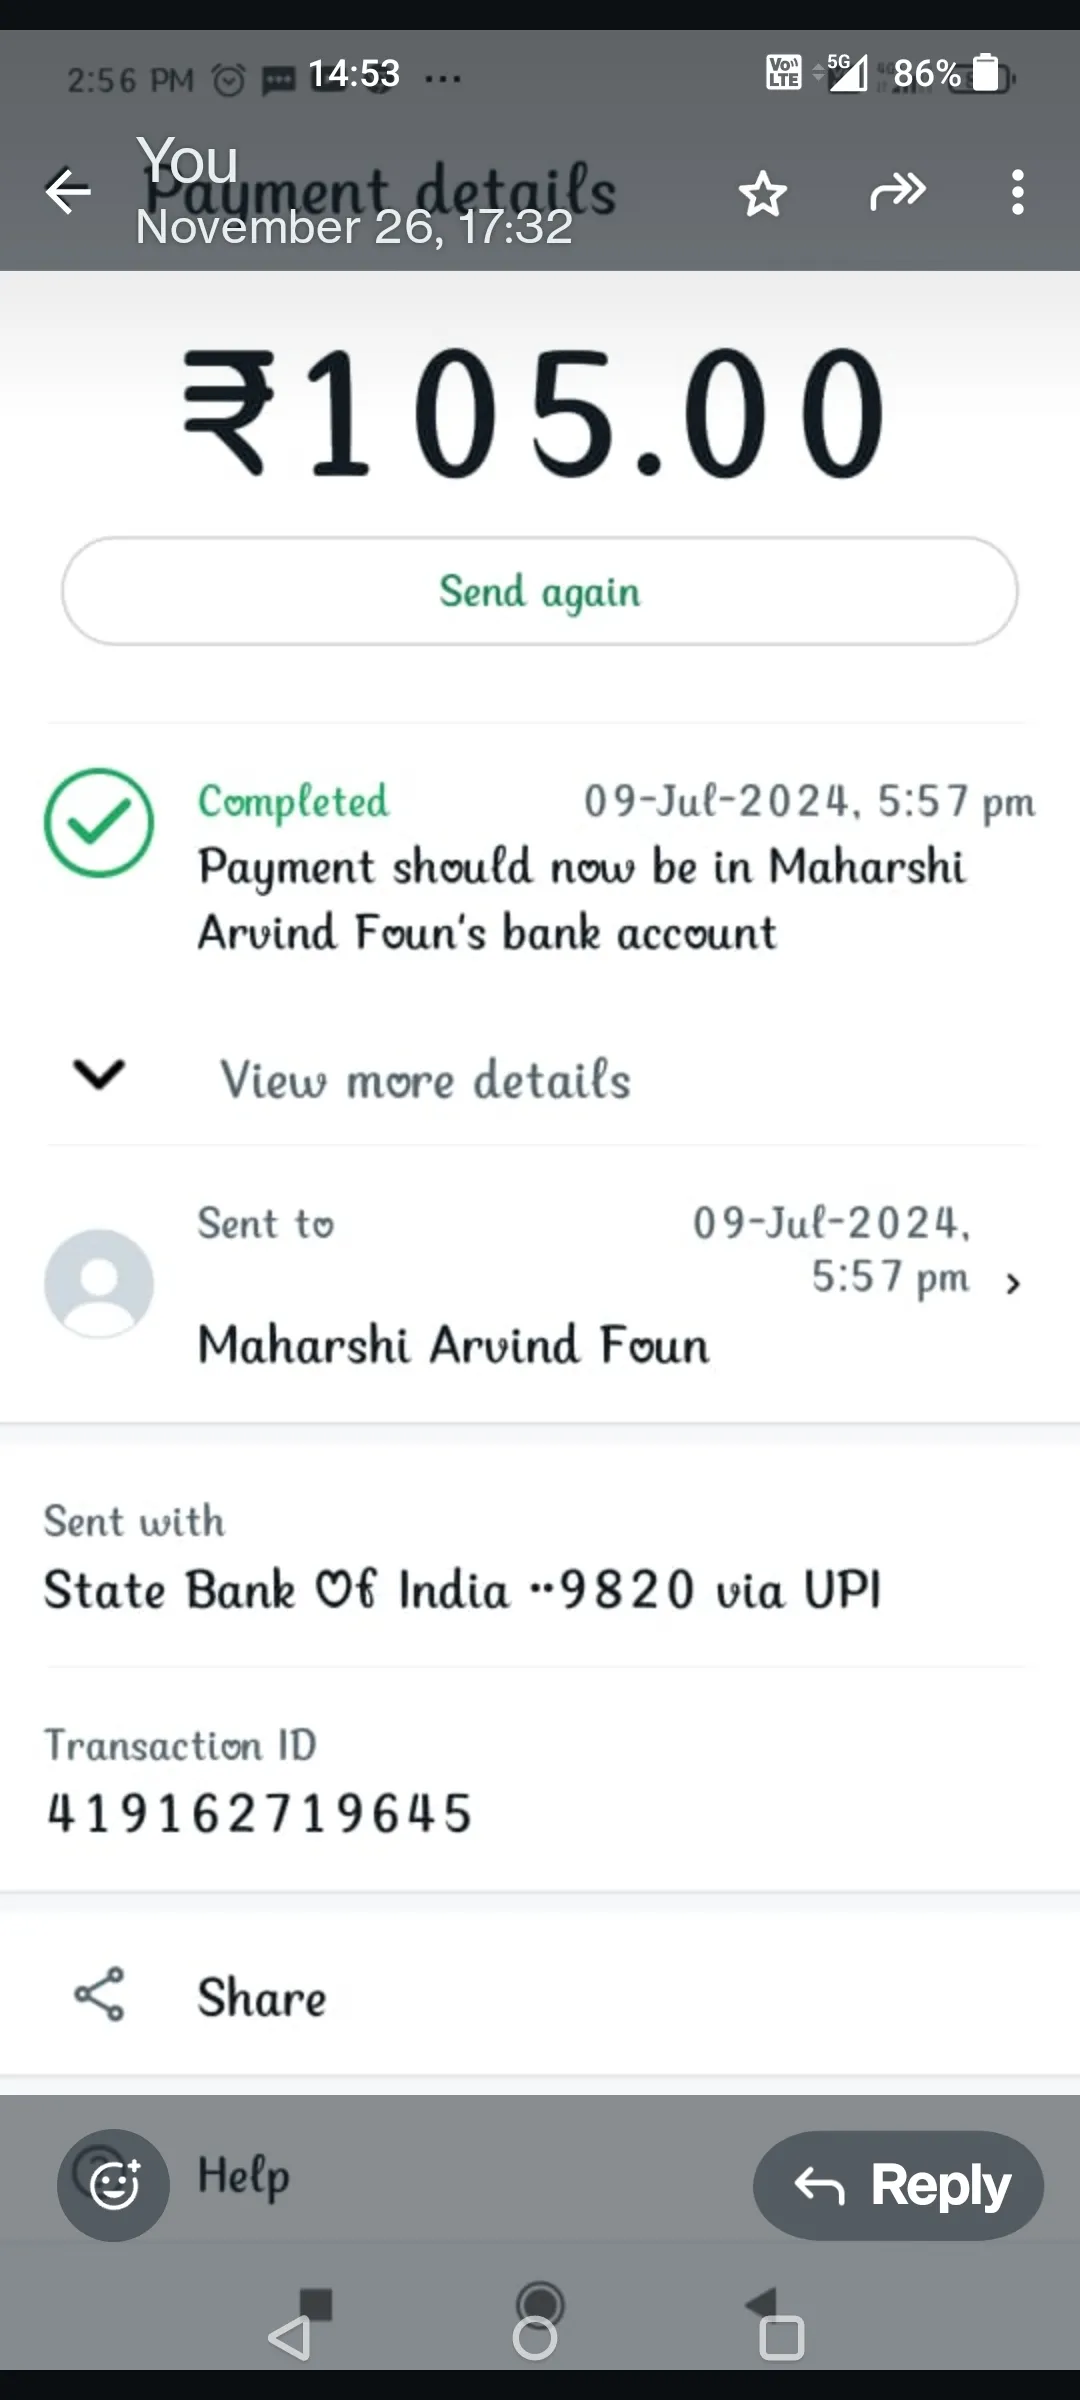 2:56 PM 14:53 ... VoLTE 5G 86%
You
Payment details
November 26, 17:32
₹105.00
Send again
Completed 09-Jul-2024, 5:57 pm
Payment should now be in Maharshi
Arvind Foun's bank account
View more details
Sent to 09-Jul-2024,
5:57 pm
Maharshi Arvind Foun
Sent with
State Bank Of India ··9820 via UPI
Transaction ID
419162719645
Share
Help
Reply